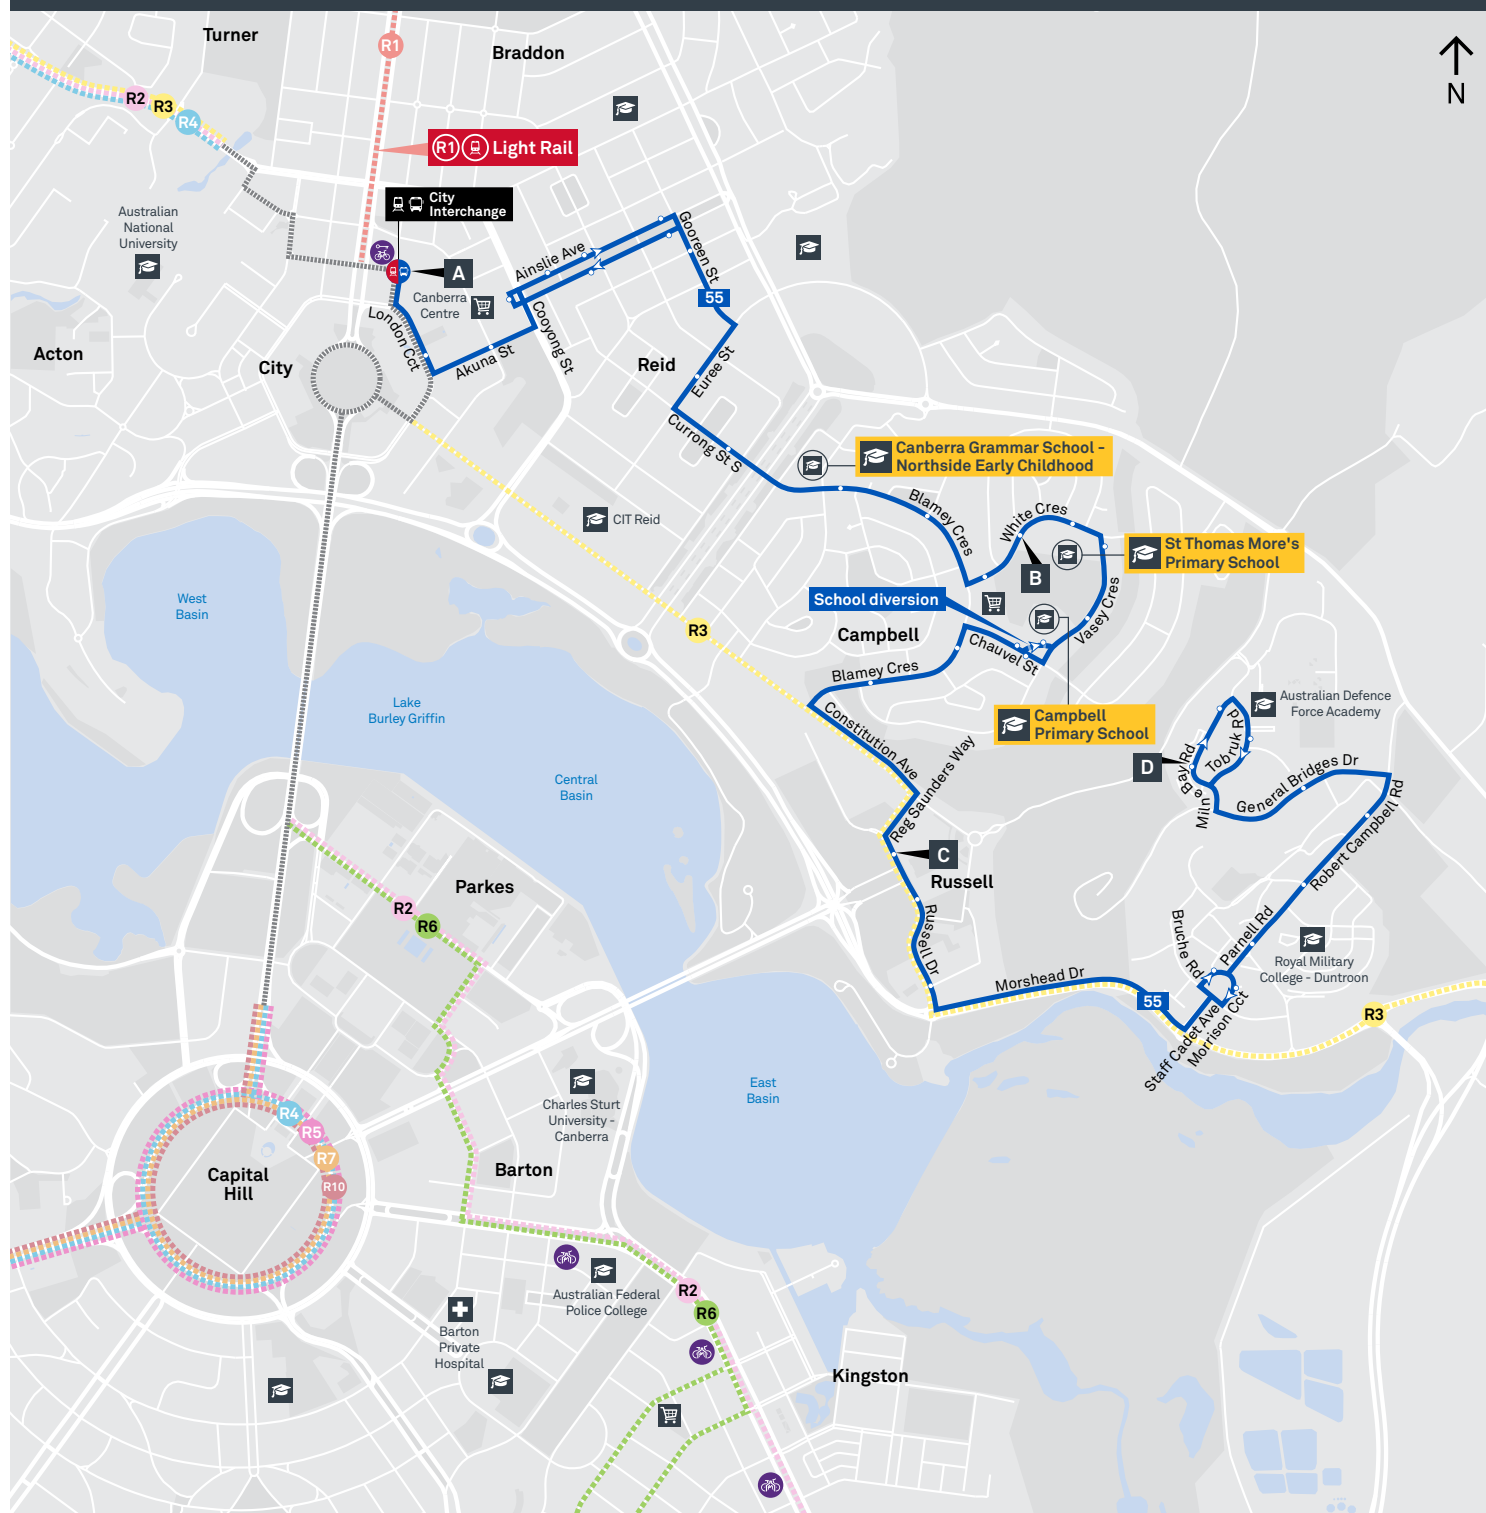 Turner
Braddon
R1
N
R2
R3
R4
R1
Light Rail
City
Interchange
Australian
National
University
A
Canberra
Centre
Ainslie Ave
Gooreen St
55
London Cct
Cooyong St
Akuna St
Acton
City
Reid
Euree St
Currong St S
Canberra Grammar School -
Northside Early Childhood
CIT Reid
Blamey Cres
White Cres
St Thomas More's
Primary School
B
West
Basin
School diversion
Vasey Cres
R3
Campbell
Chauvel St
Blamey Cres
Lake
Burley Griffin
Constitution Ave
Campbell
Primary School
Australian Defence
Force Academy
Tobruk Rd
D
Milne Bay Rd
General Bridges Dr
Central
Basin
Reg Saunders Way
Robert Campbell Rd
C
Russell
Parkes
R2
R6
Russell Dr
Bruche Rd
Parnell Rd
Royal Military
College - Duntroon
Morshead Dr
55
R3
Staff Cadet Ave
Morrison Cct
East
Basin
Charles Sturt
University -
Canberra
R4
R5
R7
R10
Capital
Hill
Barton
Australian Federal
Police College
R2
R6
Barton
Private
Hospital
Kingston